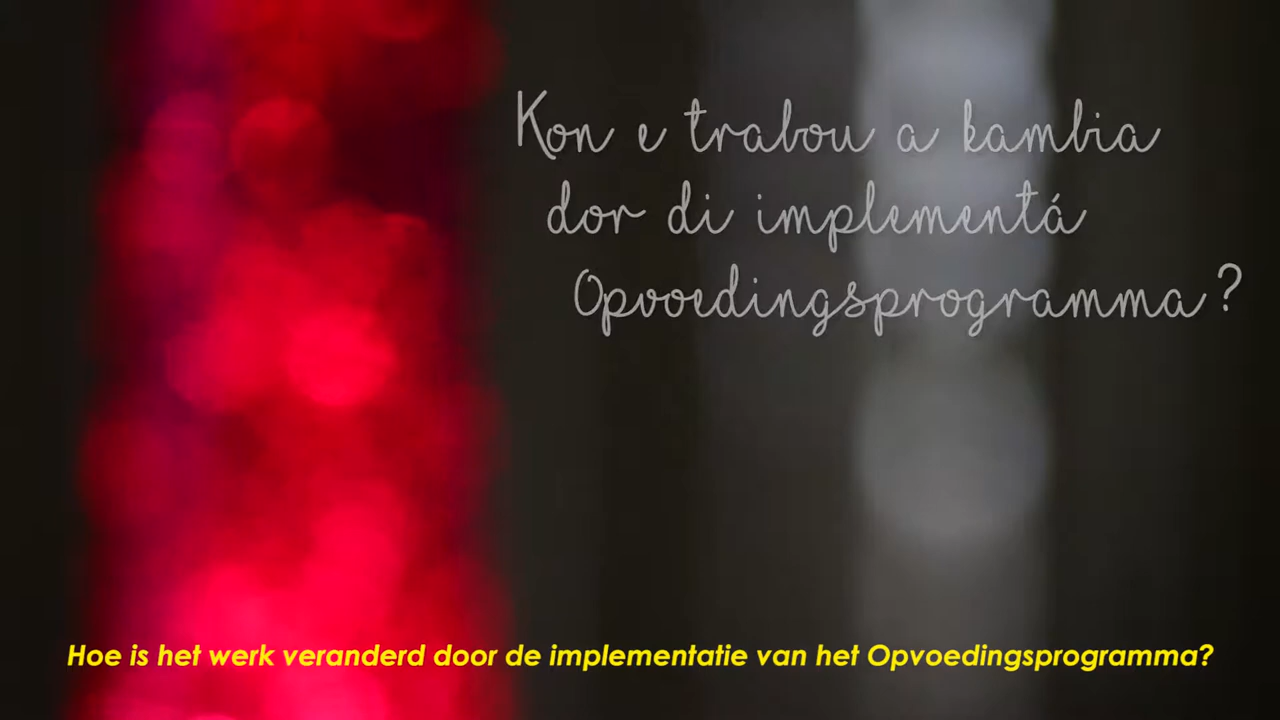 Kon e trabou a kambia
dor di implementá
Opvoedingsprogramma?
Hoe is het werk veranderd door de implementatie van het Opvoedingsprogramma?